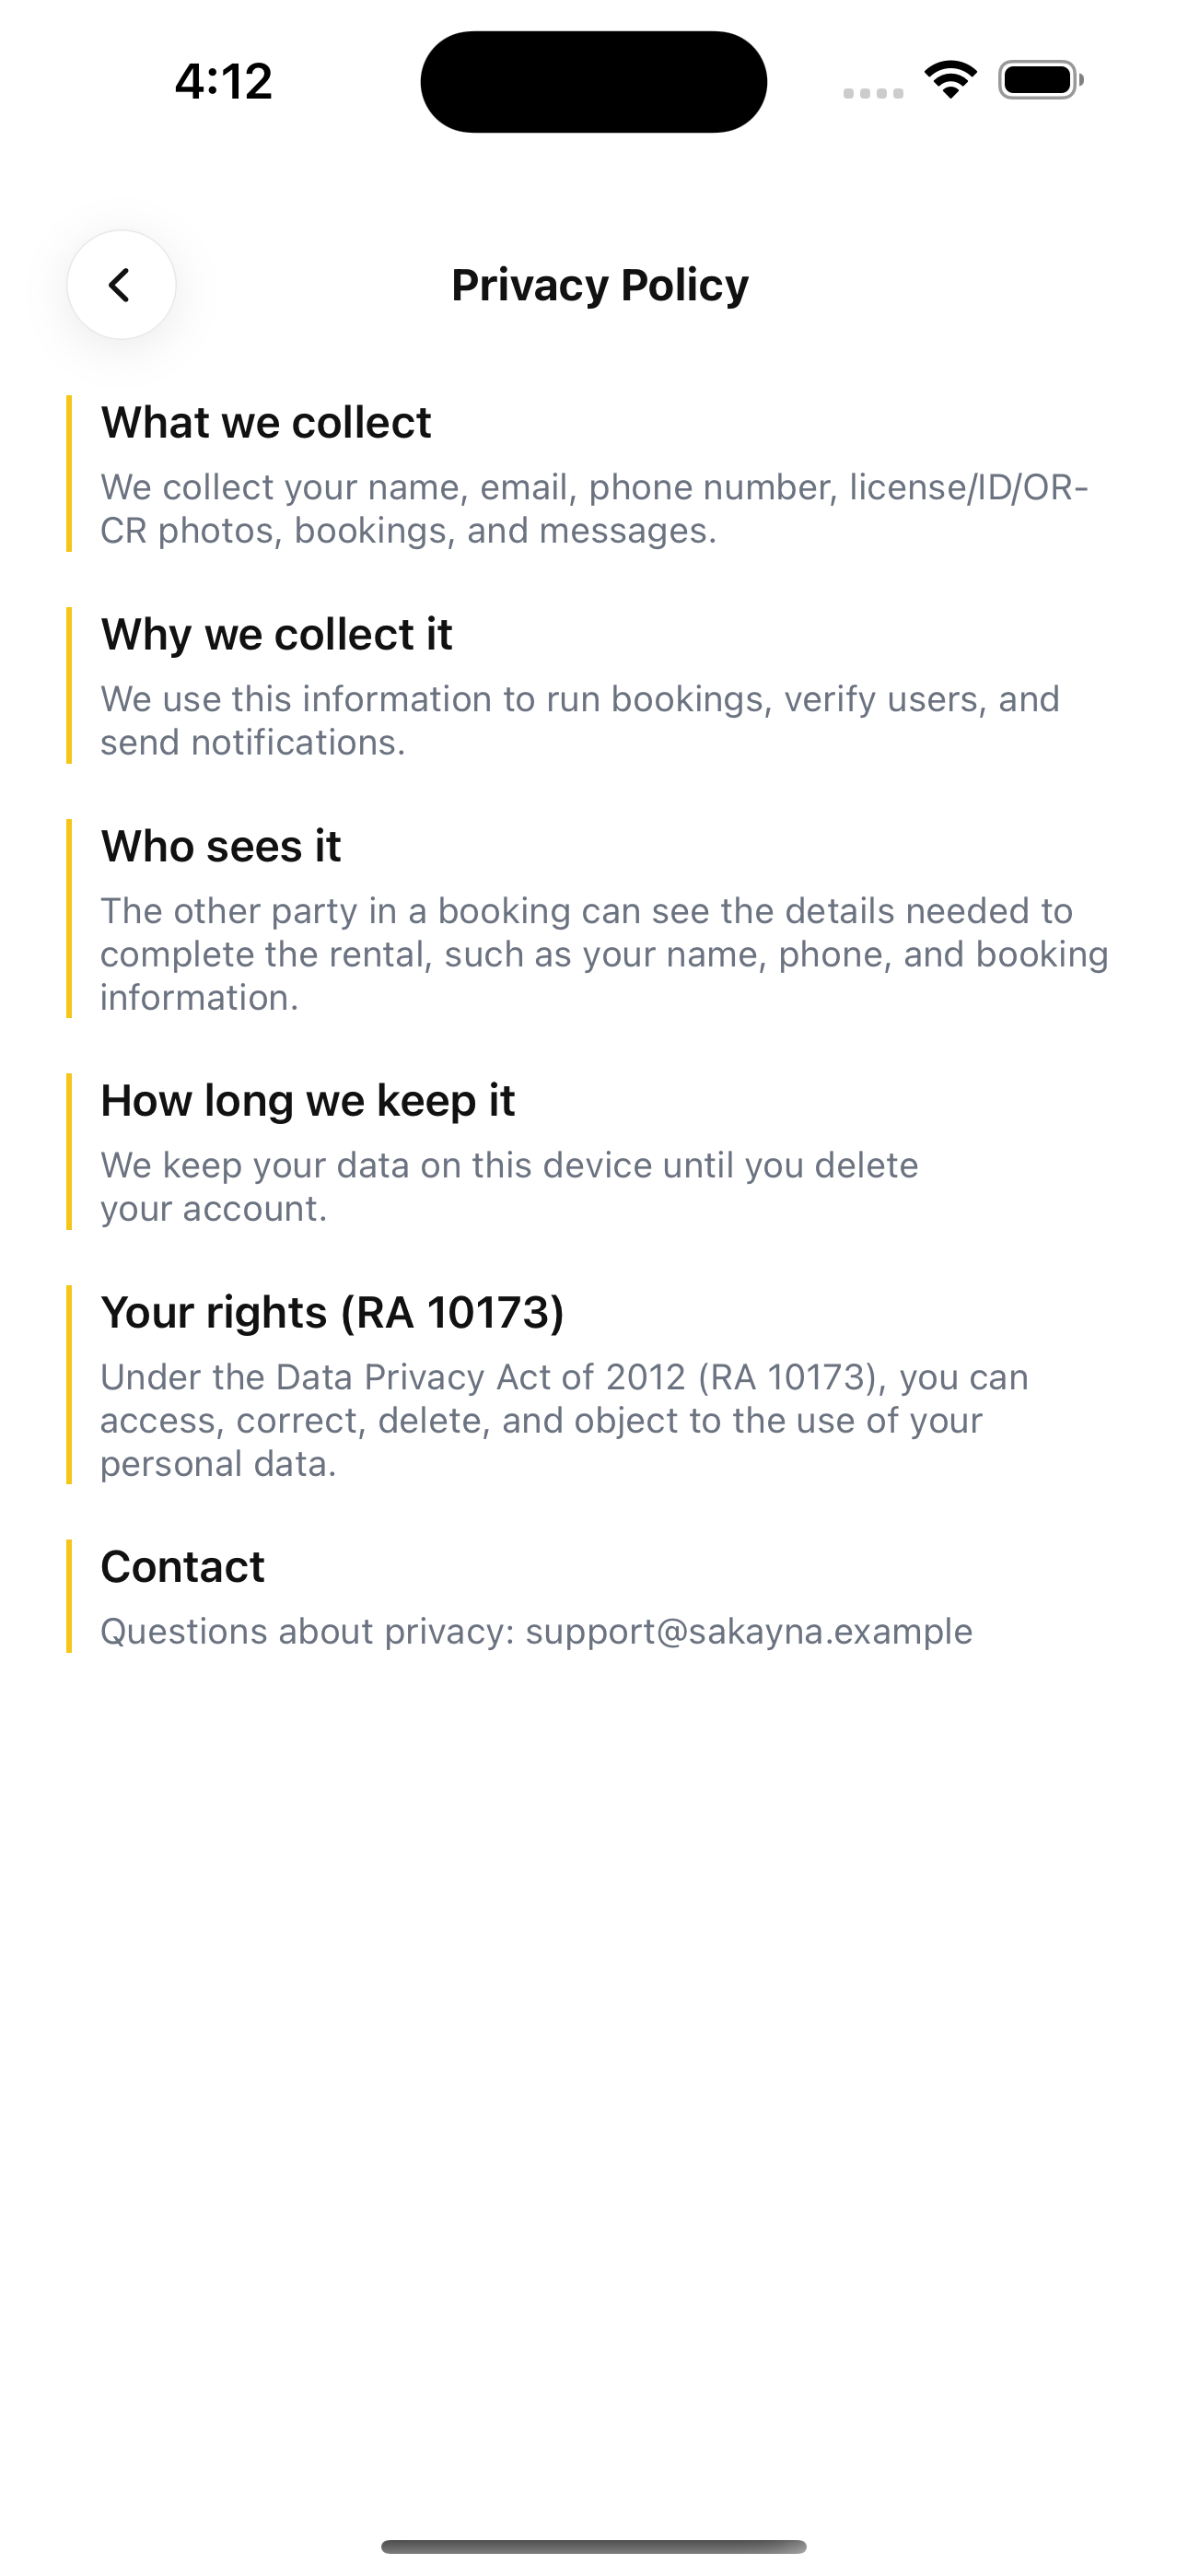 4:12
Privacy Policy
What we collect
We collect your name, email, phone number, license/ID/OR-
CR photos, bookings, and messages.
Why we collect it
We use this information to run bookings, verify users, and
send notifications.
Who sees it
The other party in a booking can see the details needed to
complete the rental, such as your name, phone, and booking
information.
How long we keep it
We keep your data on this device until you delete
your account.
Your rights (RA 10173)
Under the Data Privacy Act of 2012 (RA 10173), you can
access, correct, delete, and object to the use of your
personal data.
Contact
Questions about privacy: support@sakayna.example